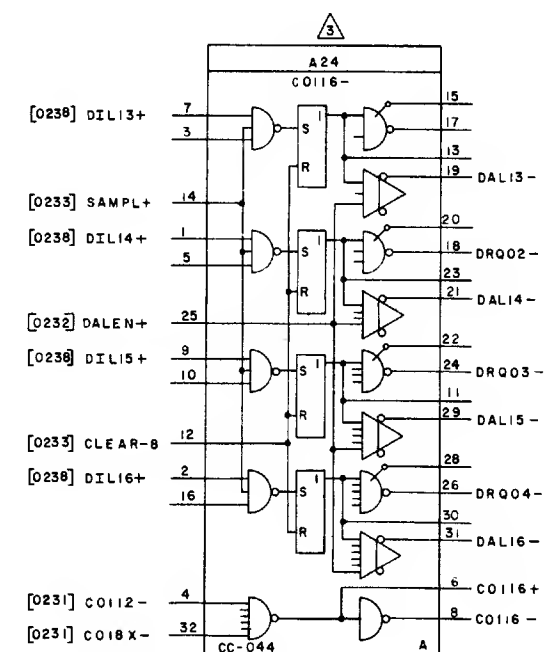 3
A24
C0116-
[0238] DIL13+ 7
3
15
17
13
19 DAL13-
[0233] SAMPL+ 14
[0238] DIL14+ 1
5
20
18 DRQ02-
23
21 DAL14-
[0232] DALEN+ 25
[0238] DIL15+ 9
10
22
24 DRQ03-
11
29 DAL15-
[0233] CLEAR-8 12
[0238] DIL16+ 2
16
28
26 DRQ04-
30
31 DAL16-
6 C0116+
[0231] C0112- 4
8 C0116-
[0231] C018X- 32
S 1
R
S 1
R
S 1
R
S 1
R
CC-044 A